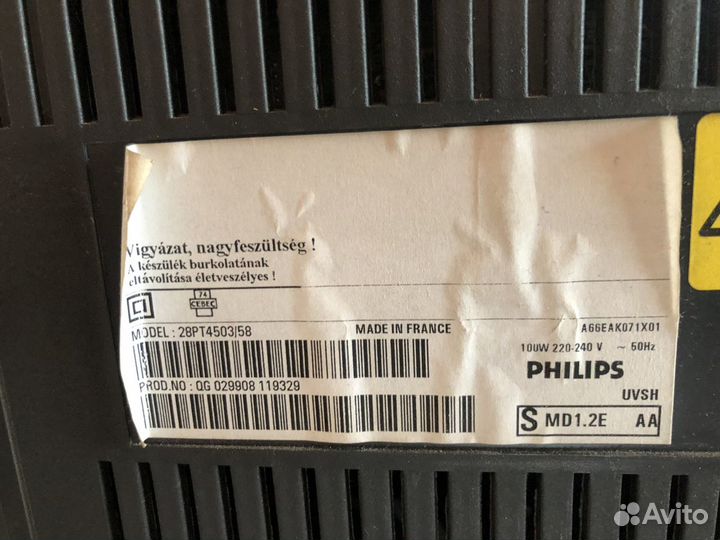 Vigyázat, nagyfeszültség !
A készülék burkolatának
eltávolítása életveszélyes !
74
CEBEC
MODEL : 28PT4503/58
MADE IN FRANCE
A66EAK071X01
100W 220-240 V ~ 50Hz
PROD.NO : QG 029908 119329
PHILIPS
UVSH
S MD1.2E AA
Avito